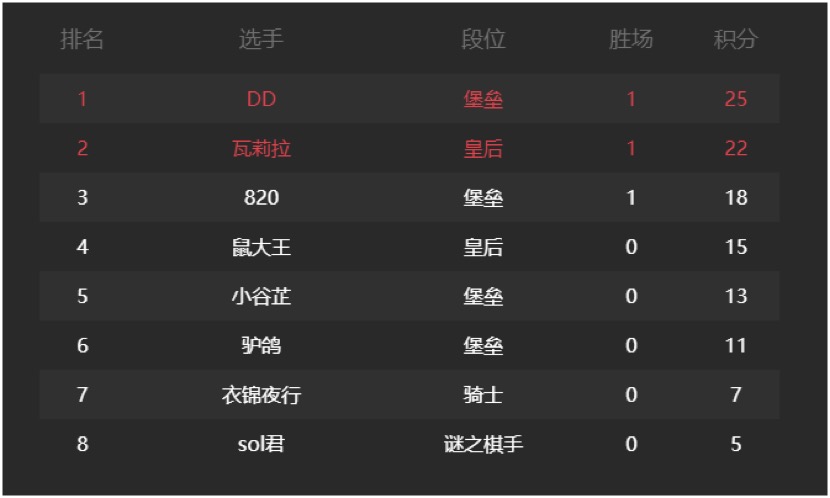 排名 选手 段位 胜场 积分
1 DD 堡垒 1 25
2 瓦莉拉 皇后 1 22
3 820 堡垒 1 18
4 鼠大王 皇后 0 15
5 小谷芷 堡垒 0 13
6 驴鸽 堡垒 0 11
7 衣锦夜行 骑士 0 7
8 sol君 谜之棋手 0 5